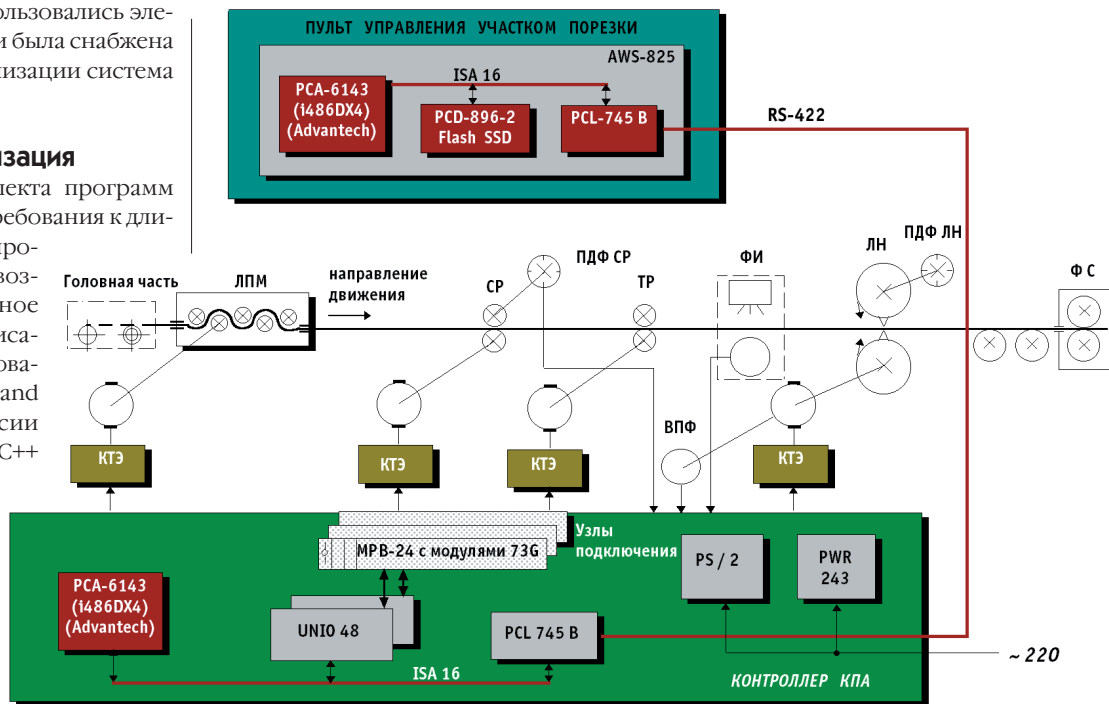 ользовались эле-
и была снабжена
лизации система
изация
лекта программ
ребования к дли-
про-
воз-
ное
иса-
ова-
and
сии
C++
ПУЛЬТ УПРАВЛЕНИЯ УЧАСТКОМ ПОРЕЗКИ
AWS-825
ISA 16
PCA-6143
(i486DX4)
(Advantech)
PCD-896-2
Flash SSD
PCL-745 B
RS-422
Головная часть
ЛПМ
направление
движения
СР
ПДФ СР
ТР
ФИ
ЛН
ПДФ ЛН
Ф С
ВПФ
КТЭ
КТЭ
КТЭ
КТЭ
Узлы
подключения
МРВ-24 с модулями 73G
PCA-6143
(i486DX4)
(Advantech)
UNIO 48
PCL 745 B
PS / 2
PWR
243
ISA 16
~ 220
КОНТРОЛЛЕР КПА